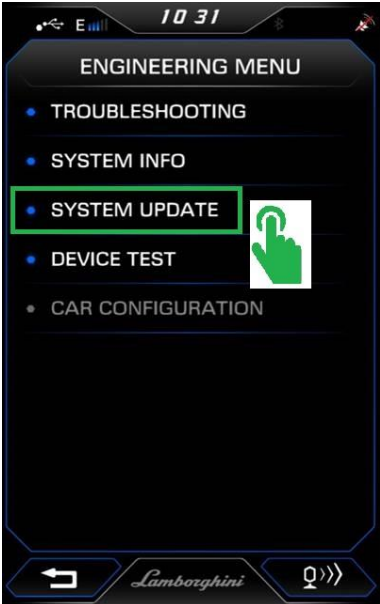 E
10 31
ENGINEERING MENU
TROUBLESHOOTING
SYSTEM INFO
SYSTEM UPDATE
DEVICE TEST
CAR CONFIGURATION
Lamborghini